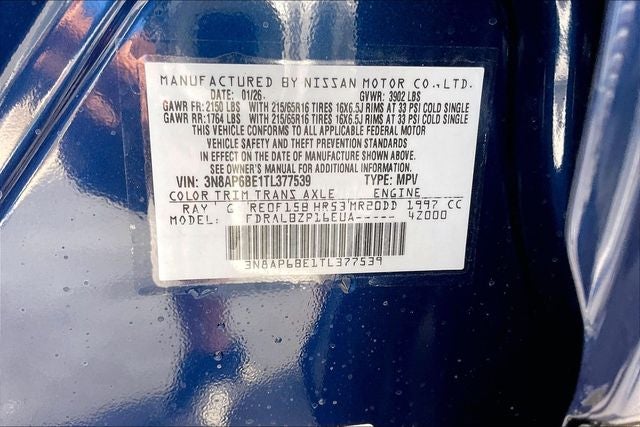 MANUFACTURED BY NISSAN MOTOR CO., LTD.
DATE: 01/26 GVWR: 3902 LBS
GAWR FR: 2150 LBS WITH 215/65R16 TIRES 16X6.5J RIMS AT 33 PSI COLD SINGLE
GAWR RR: 1764 LBS WITH 215/65R16 TIRES 16X6.5J RIMS AT 33 PSI COLD SINGLE
THIS VEHICLE CONFORMS TO ALL APPLICABLE FEDERAL MOTOR
VEHICLE SAFETY AND THEFT PREVENTION STANDARDS
IN EFFECT ON THE DATE OF MANUFACTURE SHOWN ABOVE.
SEE OWNER'S MANUAL FOR ADDITIONAL INFORMATION.
VIN: 3N8AP6BE1TL377539 TYPE: MPV
COLOR TRIM TRANS AXLE ENGINE
RAY G RE0F15B HR53 MR20DD 1997 CC
MODEL: FDRALBZP16EUA----- 42000
3N8AP6BE1TL377539